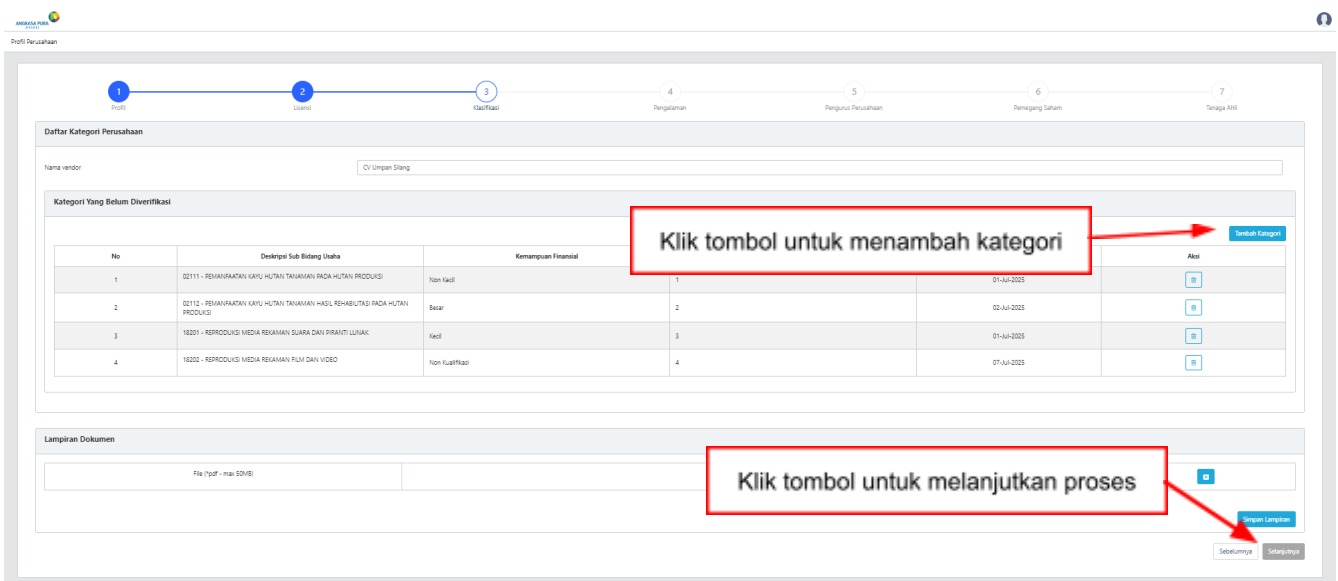 ANGKASA PURA
AVIASI
Profil Perusahaan
1 2 3 4 5 6 7
Profil Lisensi Klasifikasi Pengalaman Pengurus Perusahaan Pemegang Saham Tenaga Ahli
Daftar Kategori Perusahaan
Nama vendor CV Umpan Silang
Kategori Yang Belum Diverifikasi
Klik tombol untuk menambah kategori
Tambah Kategori
No Deskripsi Sub Bidang Usaha Kemampuan Finansial Aksi
1 02111 - PEMANFAATAN KAYU HUTAN TANAMAN PADA HUTAN PRODUKSI Non Kecil 1 01-Jul-2025
2 02112 - PEMANFAATAN KAYU HUTAN TANAMAN HASIL REHABILITASI PADA HUTAN
PRODUKSI Besar 2 02-Jul-2025
3 18201 - REPRODUKSI MEDIA REKAMAN SUARA DAN PIRANTI LUNAK Kecil 3 01-Jul-2025
4 18202 - REPRODUKSI MEDIA REKAMAN FILM DAN VIDEO Non Kualifikasi 4 07-Jul-2025
Lampiran Dokumen
File (*pdf - max 50MB)
Klik tombol untuk melanjutkan proses
Simpan Lampiran
Sebelumnya Selanjutnya